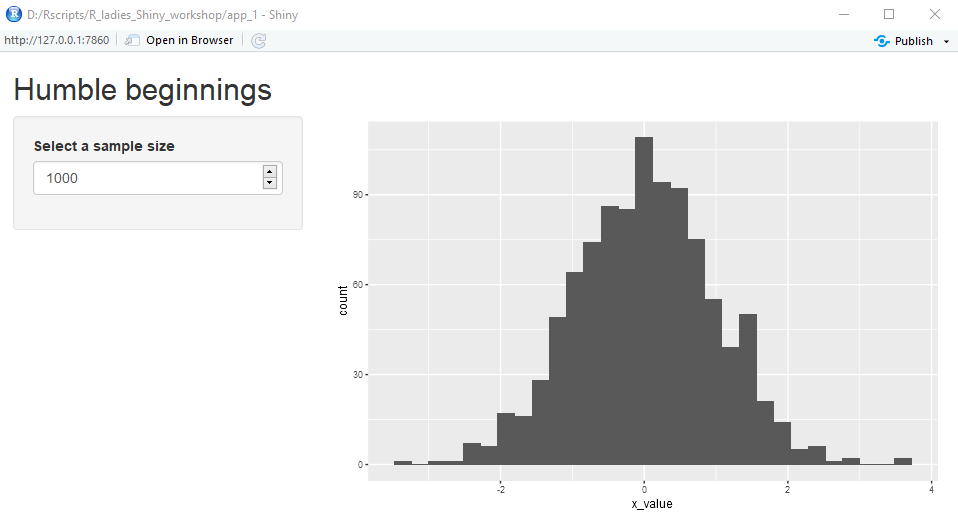 D:/Rscripts/R_ladies_Shiny_workshop/app_1 - Shiny
http://127.0.0.1:7860 Open in Browser Publish
Humble beginnings
Select a sample size
1000
90
60
30
0
count
-2 0 2 4
x_value